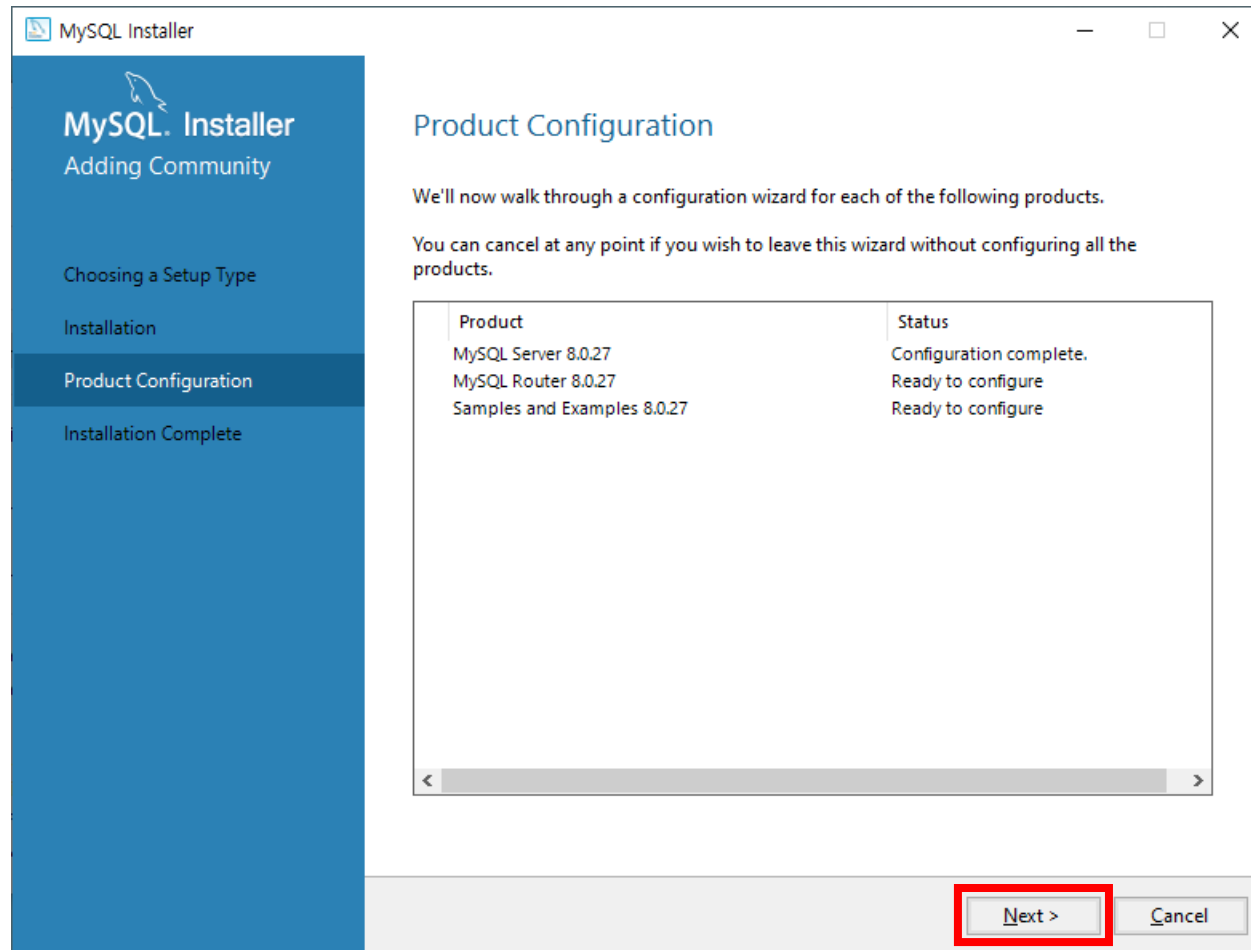 MySQL Installer
MySQL. Installer
Adding Community
Choosing a Setup Type
Installation
Product Configuration
Installation Complete
Product Configuration
We'll now walk through a configuration wizard for each of the following products.
You can cancel at any point if you wish to leave this wizard without configuring all the
products.
Product Status
MySQL Server 8.0.27 Configuration complete.
MySQL Router 8.0.27 Ready to configure
Samples and Examples 8.0.27 Ready to configure
Next > Cancel